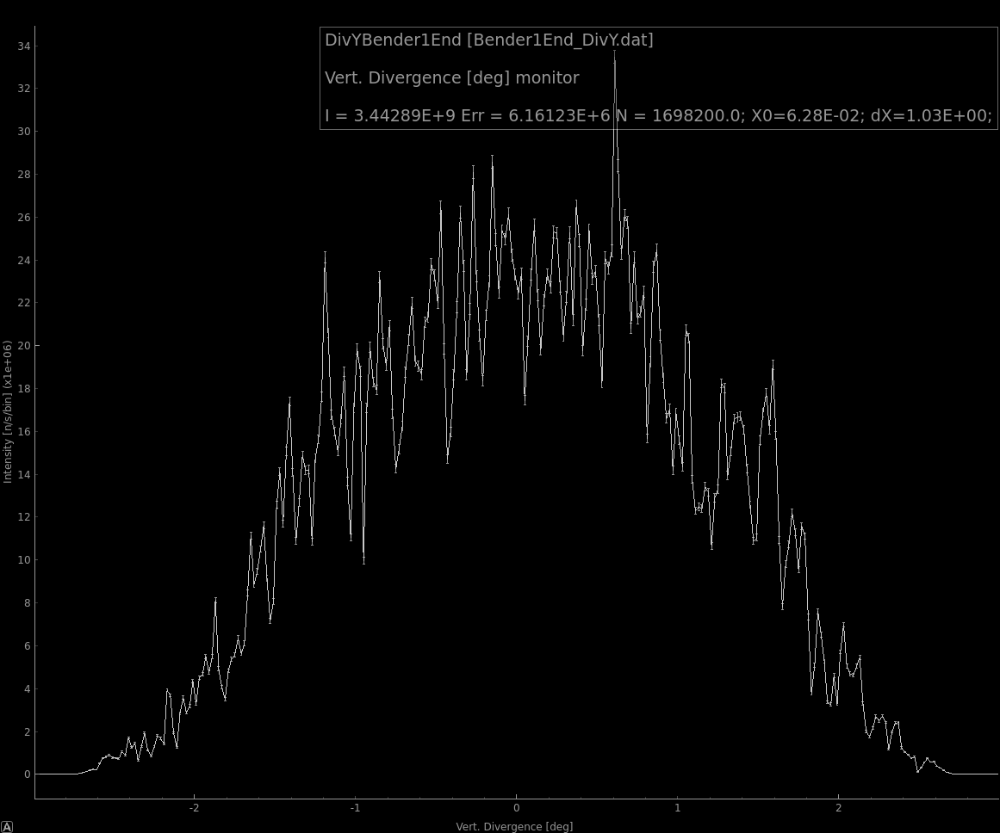 DivYBender1End [Bender1End_DivY.dat]
Vert. Divergence [deg] monitor
I = 3.44289E+9 Err = 6.16123E+6 N = 1698200.0; X0=6.28E-02; dX=1.03E+00;
34
32
30
28
26
24
22
20
18
16
14
12
10
8
6
4
2
0
Intensity [n/s/bin] (x1e+06)
-2 -1 0 1 2
Vert. Divergence [deg]
A